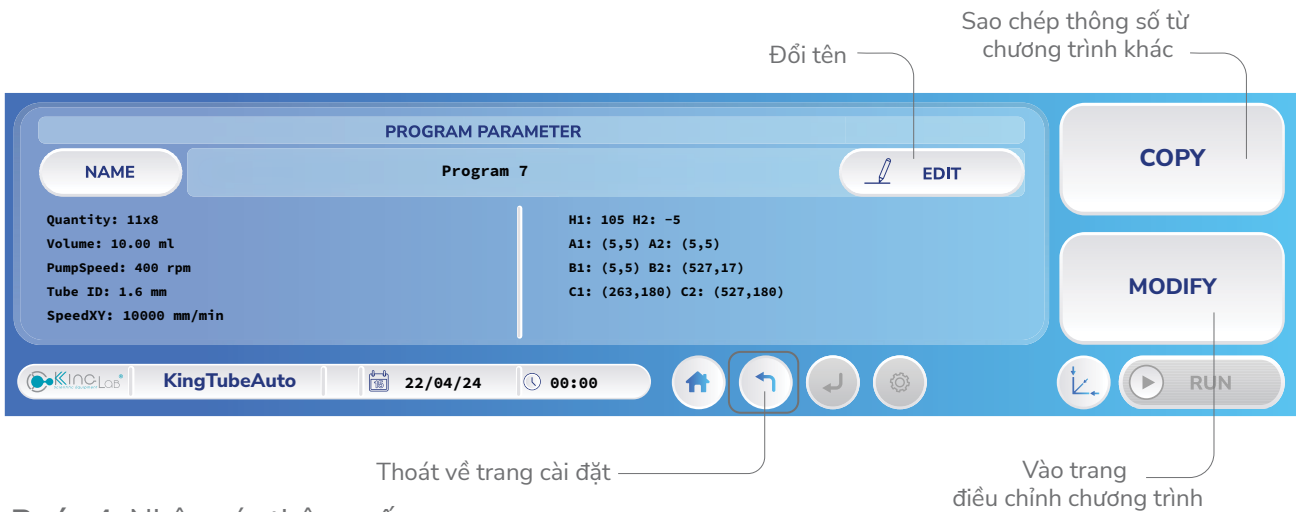 Sao chép thông số từ
chương trình khác
Đổi tên
PROGRAM PARAMETER
NAME
Program 7
EDIT
COPY
Quantity: 11x8
Volume: 10.00 ml
PumpSpeed: 400 rpm
Tube ID: 1.6 mm
SpeedXY: 10000 mm/min
H1: 105 H2: -5
A1: (5,5) A2: (5,5)
B1: (5,5) B2: (527,17)
C1: (263,180) C2: (527,180)
MODIFY
KingLab
KingTubeAuto
15
22/04/24
00:00
RUN
Thoát về trang cài đặt
Vào trang
điều chỉnh chương trình